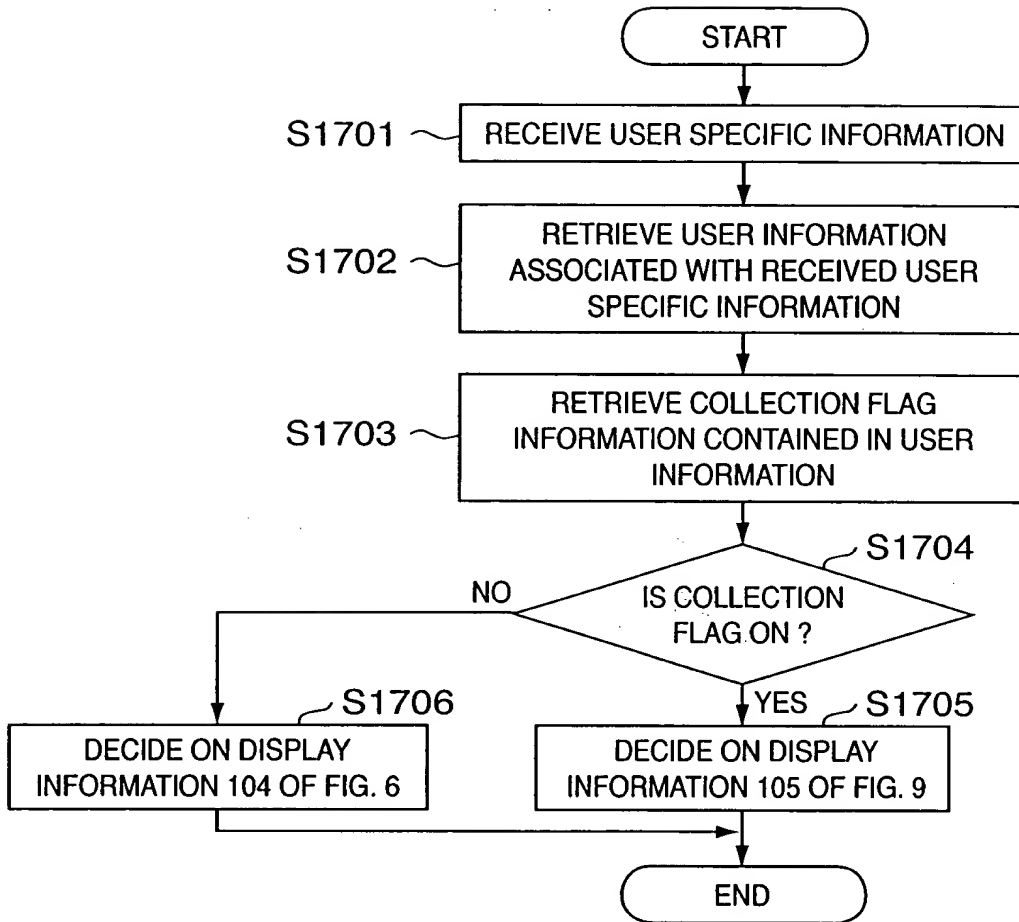 START
S1701
RECEIVE USER SPECIFIC INFORMATION
S1702
RETRIEVE USER INFORMATION
ASSOCIATED WITH RECEIVED USER
SPECIFIC INFORMATION
S1703
RETRIEVE COLLECTION FLAG
INFORMATION CONTAINED IN USER
INFORMATION
S1704
IS COLLECTION
FLAG ON ?
NO
YES
S1706
DECIDE ON DISPLAY
INFORMATION 104 OF FIG. 6
S1705
DECIDE ON DISPLAY
INFORMATION 105 OF FIG. 9
END